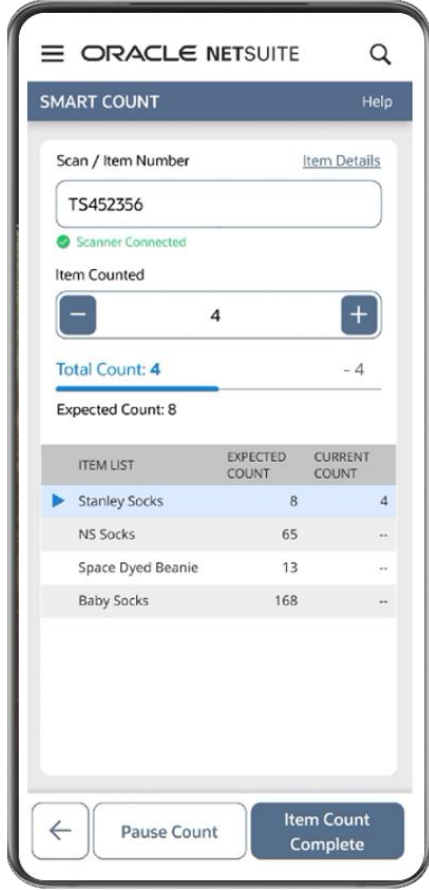 ORACLE NETSUITE
SMART COUNT Help
Scan / Item Number Item Details
TS452356
Scanner Connected
Item Counted
− 4 +
Total Count: 4 - 4
Expected Count: 8
ITEM LIST EXPECTED COUNT CURRENT COUNT
Stanley Socks 8 4
NS Socks 65 --
Space Dyed Beanie 13 --
Baby Socks 168 --
Pause Count
Item Count
Complete